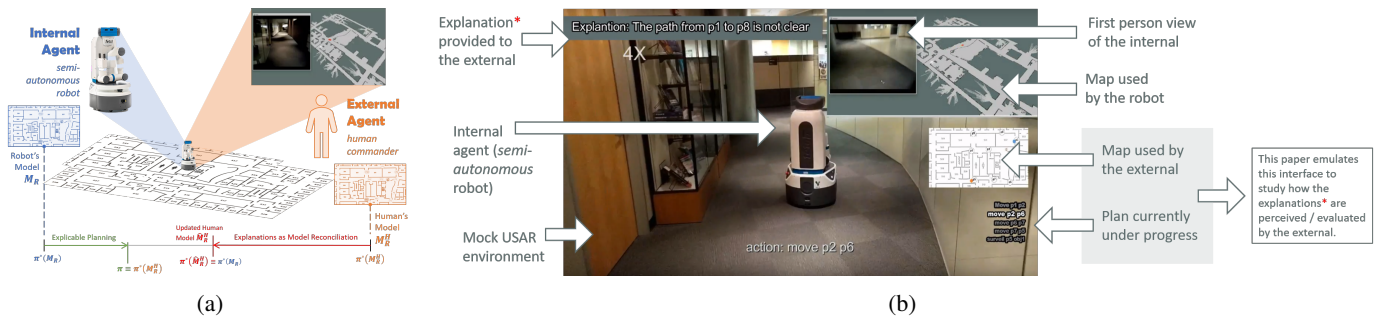 Internal
Agent
semi-
autonomous
robot
External
Agent
human
commander
Robot's
Model
M_R
Human's
Model
M_R^H
Updated Human
Model M̂_R^H
Explicable Planning
Explanations as Model Reconciliation
π*(M_R)
π ≡ π*(M_R^H)
π*(M̂_R^H) ≡ π*(M_R)
π*(M_R^H)
(a)
Explanation*
provided to
the external
Internal
agent (semi-
autonomous
robot)
Mock USAR
environment
Explantion: The path from p1 to p8 is not clear
4X
action: move p2 p6
Move p1 p2
move p2 p6
First person view
of the internal
Map used
by the robot
Map used by
the external
Plan currently
under progress
This paper emulates
this interface to
study how the
explanations* are
perceived / evaluated
by the external.
(b)